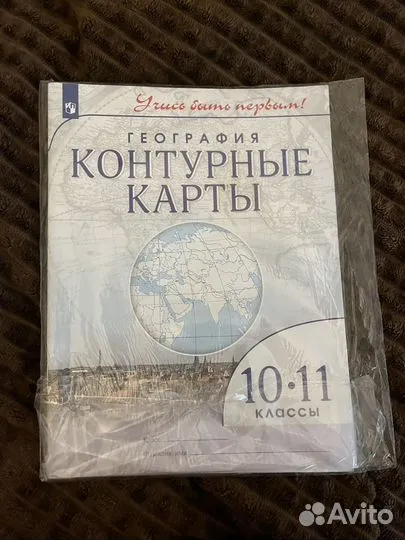 Учись быть первым!
ГЕОГРАФИЯ
КОНТУРНЫЕ
КАРТЫ
10•11
КЛАССЫ
Avito